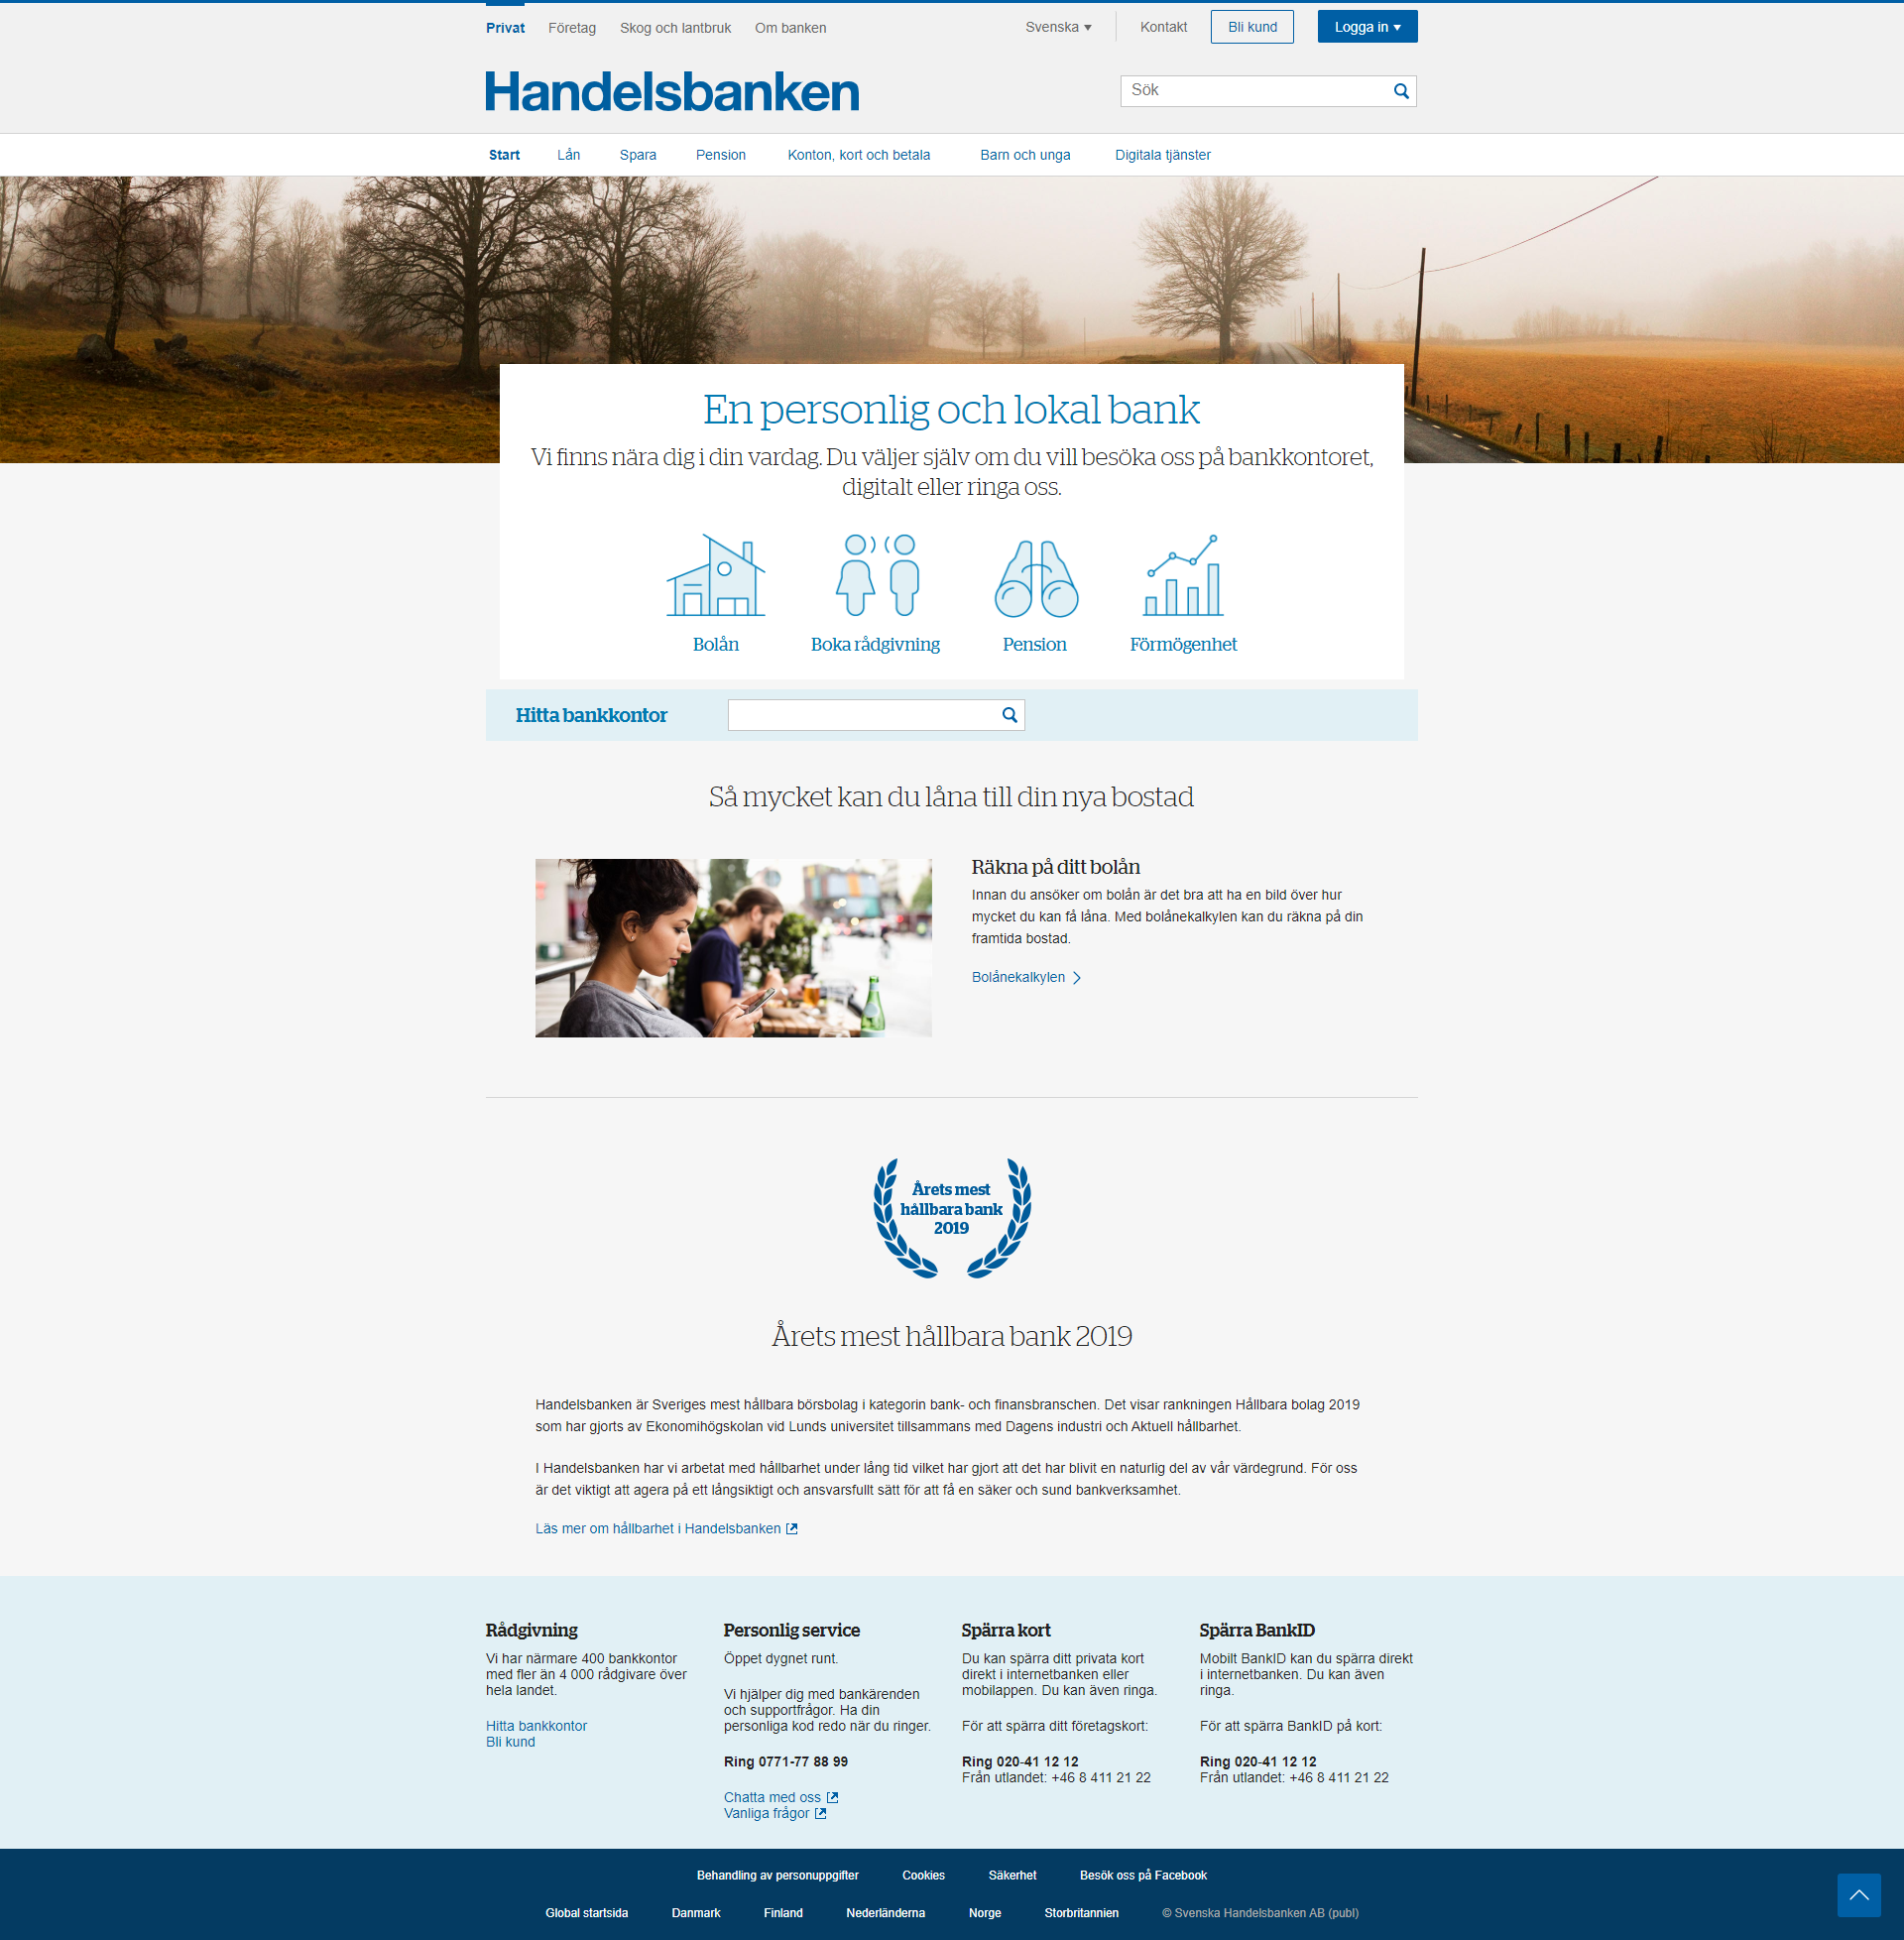 Privat
Företag
Skog och lantbruk
Om banken
Svenska
Kontakt
Bli kund
Logga in
Handelsbanken
Sök
Start
Lån
Spara
Pension
Konton, kort och betala
Barn och unga
Digitala tjänster
En personlig och lokal bank
Vi finns nära dig i din vardag. Du väljer själv om du vill besöka oss på bankkontoret,
digitalt eller ringa oss.
Bolån
Boka rådgivning
Pension
Förmögenhet
Hitta bankkontor
Så mycket kan du låna till din nya bostad
Räkna på ditt bolån
Innan du ansöker om bolån är det bra att ha en bild över hur
mycket du kan få låna. Med bolånekalkylen kan du räkna på din
framtida bostad.
Bolånekalkylen
Årets mest
hållbara bank
2019
Årets mest hållbara bank 2019
Handelsbanken är Sveriges mest hållbara börsbolag i kategorin bank- och finansbranschen. Det visar rankningen Hållbara bolag 2019
som har gjorts av Ekonomihögskolan vid Lunds universitet tillsammans med Dagens industri och Aktuell hållbarhet.
I Handelsbanken har vi arbetat med hållbarhet under lång tid vilket har gjort att det har blivit en naturlig del av vår värdegrund. För oss
är det viktigt att agera på ett långsiktigt och ansvarsfullt sätt för att få en säker och sund bankverksamhet.
Läs mer om hållbarhet i Handelsbanken
Rådgivning
Vi har närmare 400 bankkontor
med fler än 4 000 rådgivare över
hela landet.
Hitta bankkontor
Bli kund
Personlig service
Öppet dygnet runt.
Vi hjälper dig med bankärenden
och supportfrågor. Ha din
personliga kod redo när du ringer.
Ring 0771-77 88 99
Chatta med oss
Vanliga frågor
Spärra kort
Du kan spärra ditt privata kort
direkt i internetbanken eller
mobilappen. Du kan även ringa.
För att spärra ditt företagskort:
Ring 020-41 12 12
Från utlandet: +46 8 411 21 22
Spärra BankID
Mobilt BankID kan du spärra direkt
i internetbanken. Du kan även
ringa.
För att spärra BankID på kort:
Ring 020-41 12 12
Från utlandet: +46 8 411 21 22
Behandling av personuppgifter
Cookies
Säkerhet
Besök oss på Facebook
Global startsida
Danmark
Finland
Nederländerna
Norge
Storbritannien
© Svenska Handelsbanken AB (publ)